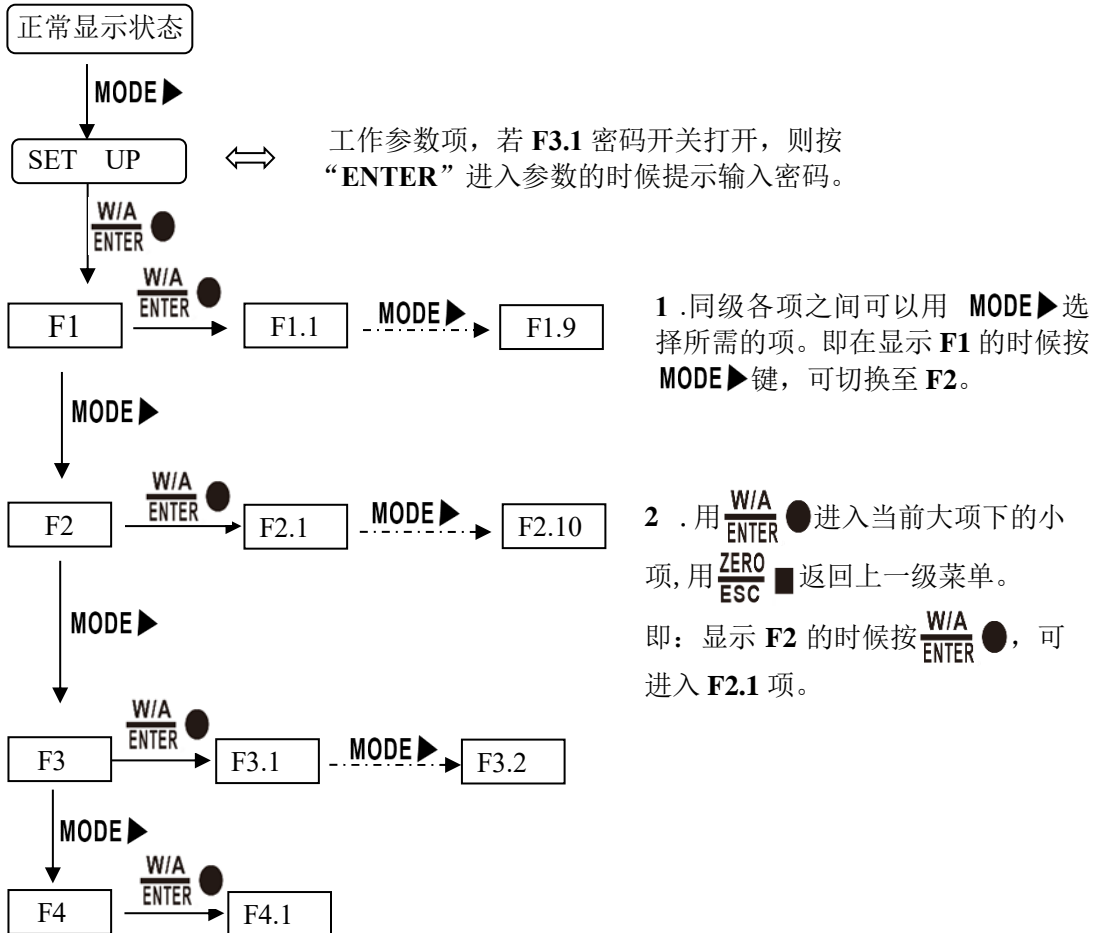 正常显示状态
MODE▶
SET UP
⇔
工作参数项，若 F3.1 密码开关打开，则按
“ENTER”进入参数的时候提示输入密码。
W/A
ENTER ●
W/A
ENTER ●
F1
F1.1
MODE▶
F1.9
1 .同级各项之间可以用 MODE▶选
择所需的项。即在显示 F1 的时候按
MODE▶键，可切换至 F2。
MODE▶
W/A
ENTER ●
F2
F2.1
MODE▶
F2.10
2 .用 W/A ENTER ●进入当前大项下的小
项,用 ZERO ESC ■返回上一级菜单。
即：显示 F2 的时候按 W/A ENTER ●，可
进入 F2.1 项。
MODE▶
W/A
ENTER ●
F3
F3.1
MODE▶
F3.2
MODE▶
W/A
ENTER ●
F4
F4.1